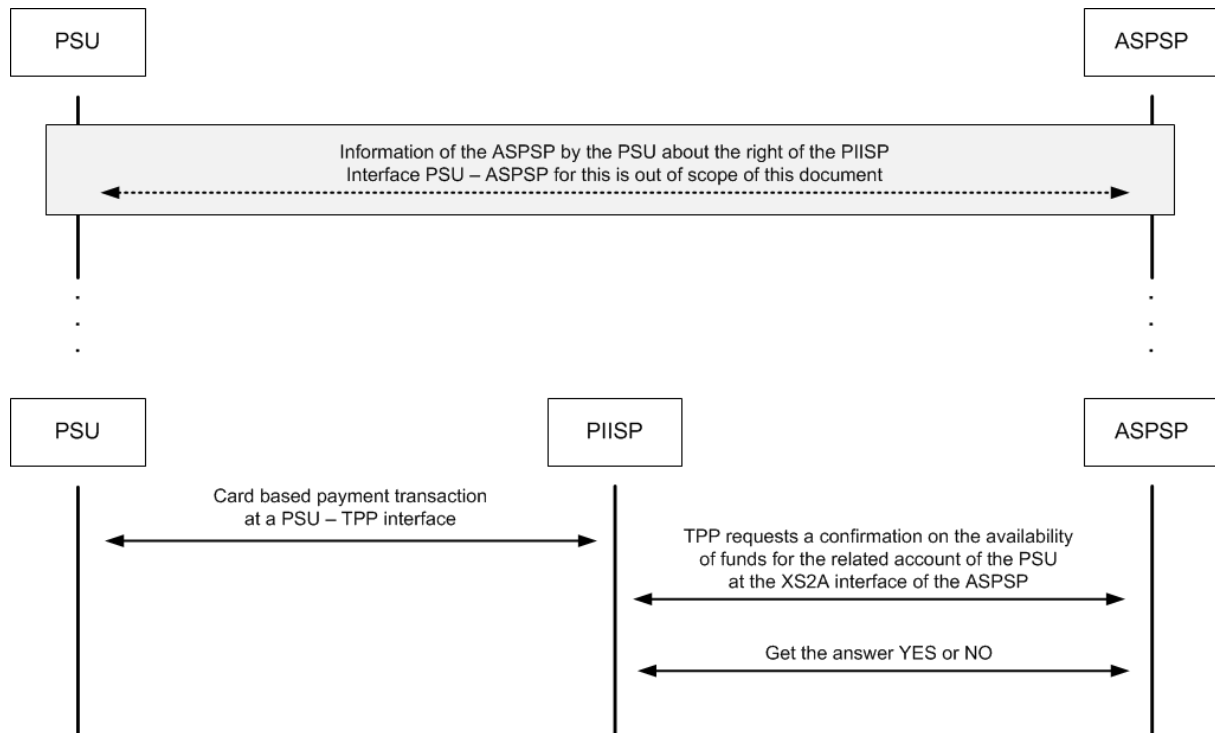 PSU
ASPSP
Information of the ASPSP by the PSU about the right of the PIISP
Interface PSU – ASPSP for this is out of scope of this document
PSU
PIISP
ASPSP
Card based payment transaction
at a PSU – TPP interface
TPP requests a confirmation on the availability
of funds for the related account of the PSU
at the XS2A interface of the ASPSP
Get the answer YES or NO